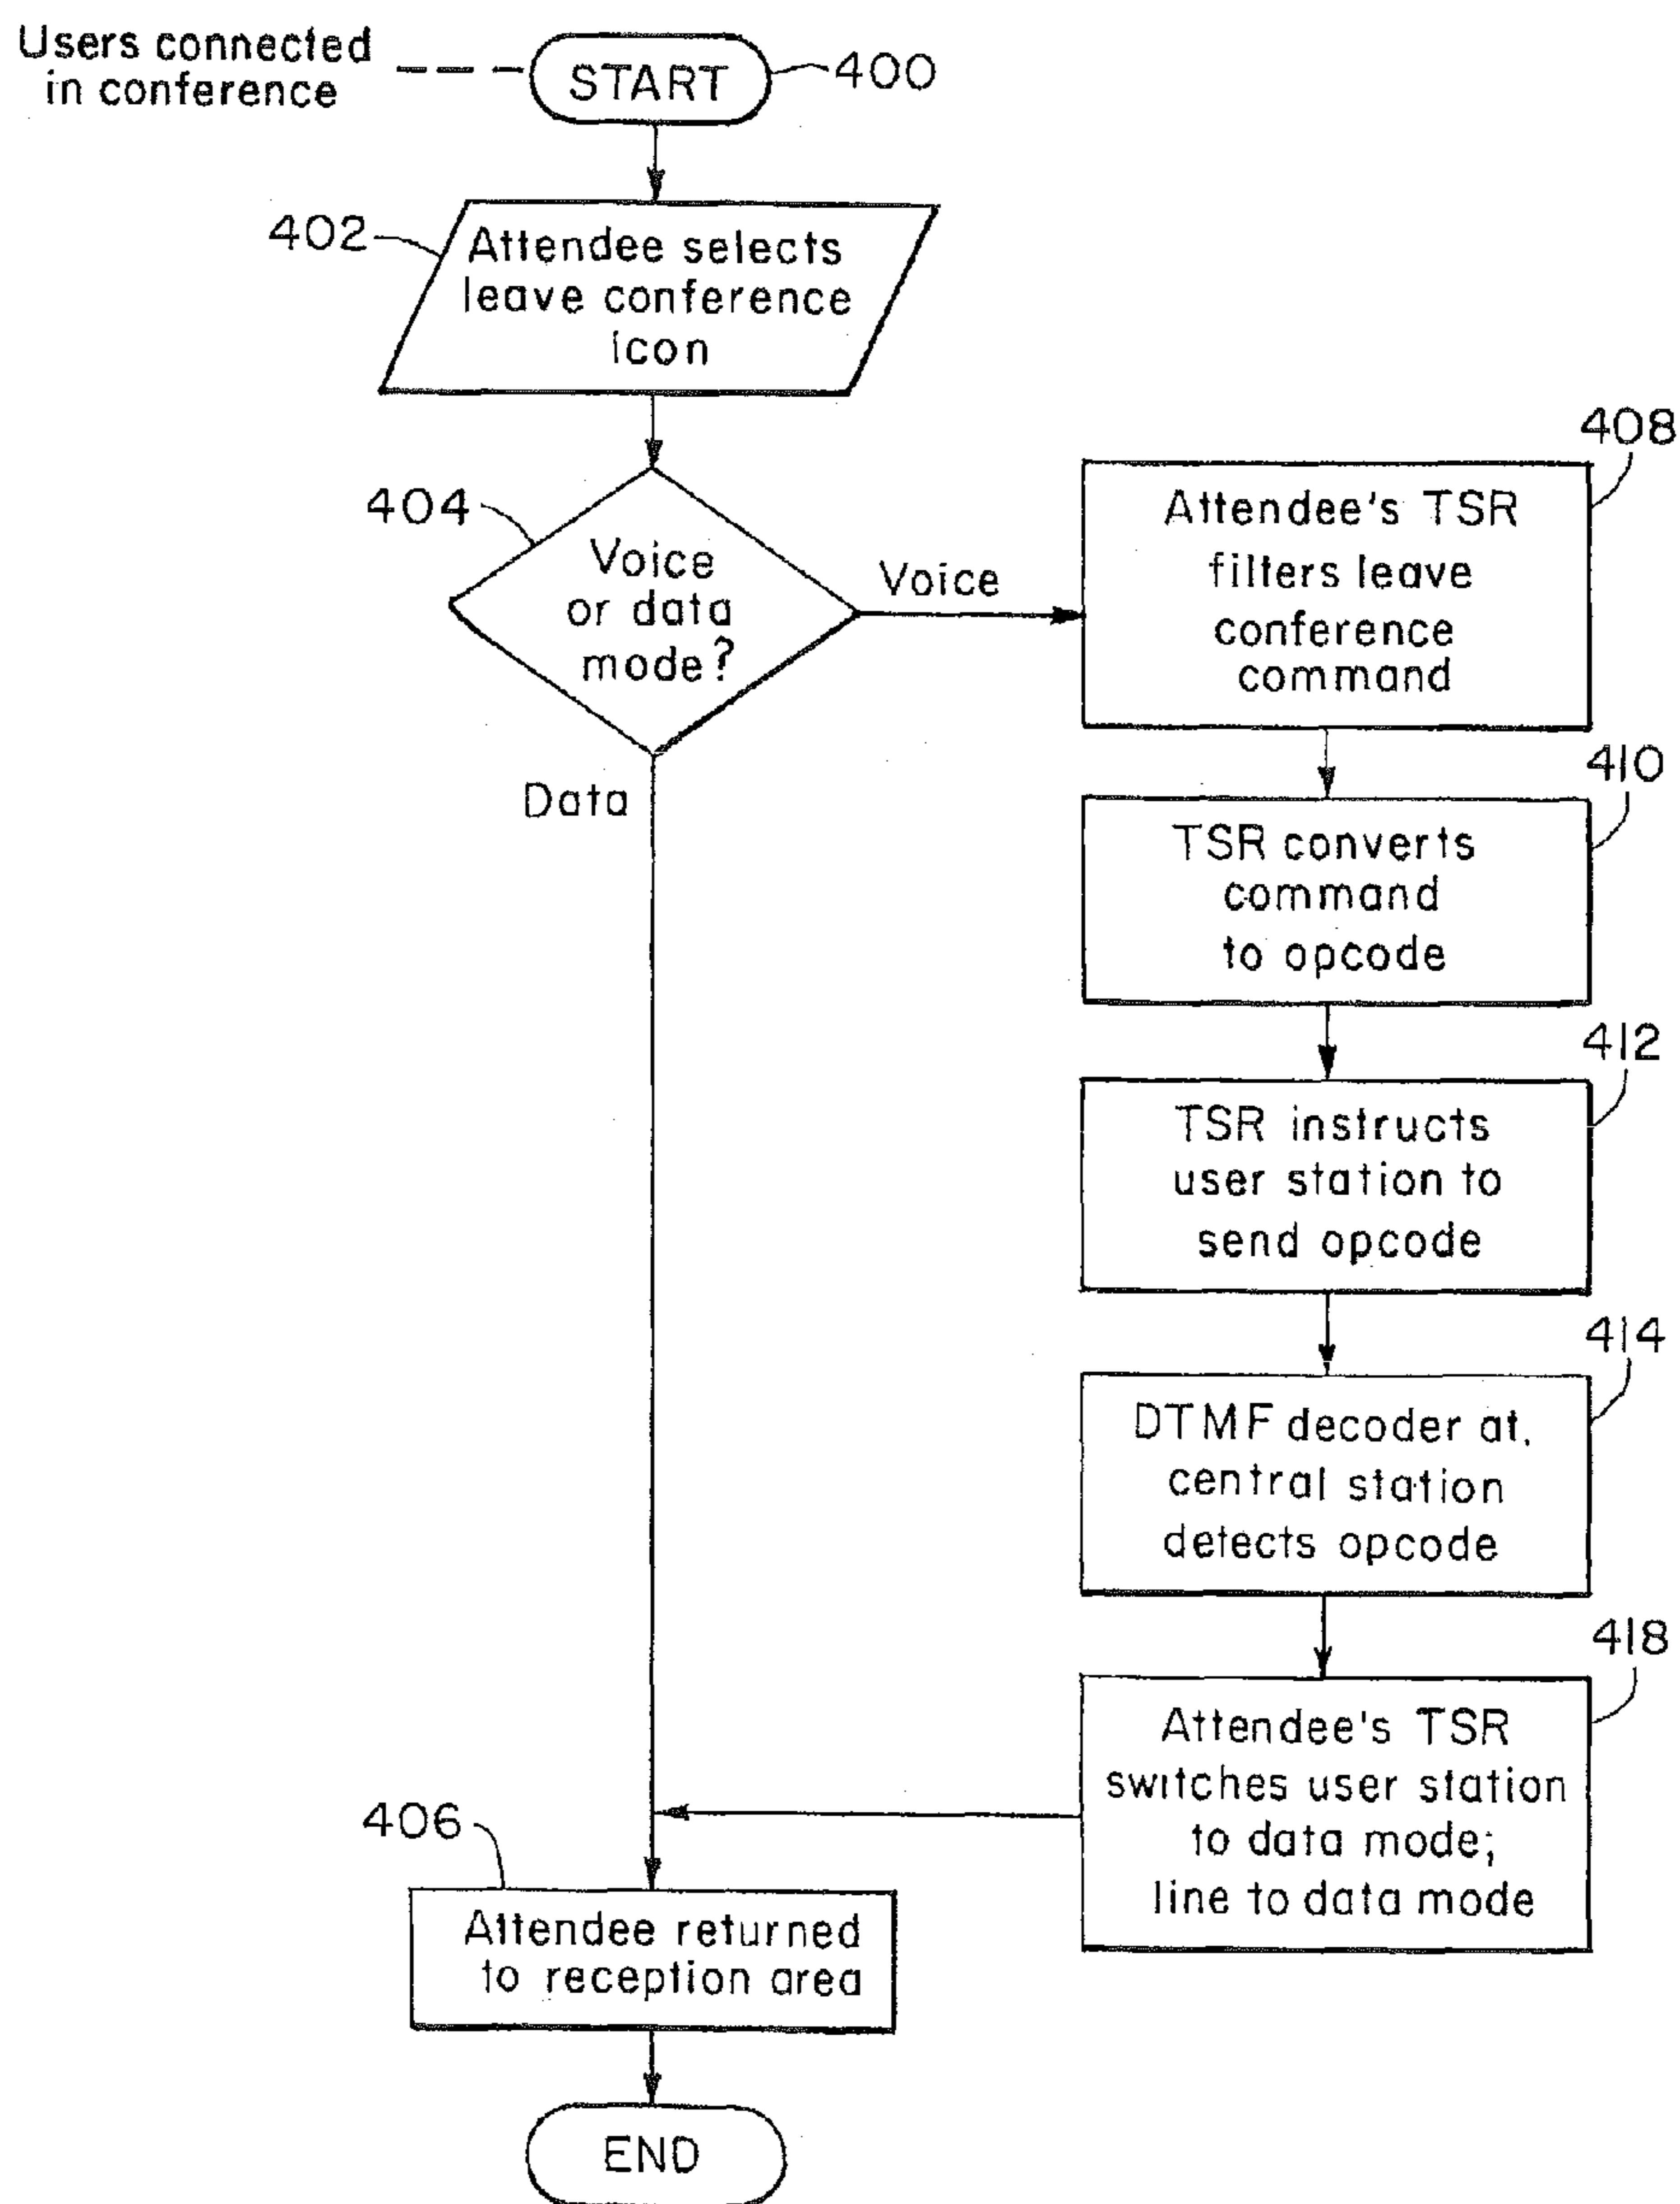 Users connected
in conference
START
400
402
Attendee selects
leave conference
icon
404
Voice
or data
mode?
Voice
Data
408
Attendee's TSR
filters leave
conference
command
410
TSR converts
command
to opcode
412
TSR instructs
user station to
send opcode
414
DTMF decoder at.
central station
detects opcode
418
Attendee's TSR
switches user station
to data mode;
line to data mode
406
Attendee returned
to reception area
END